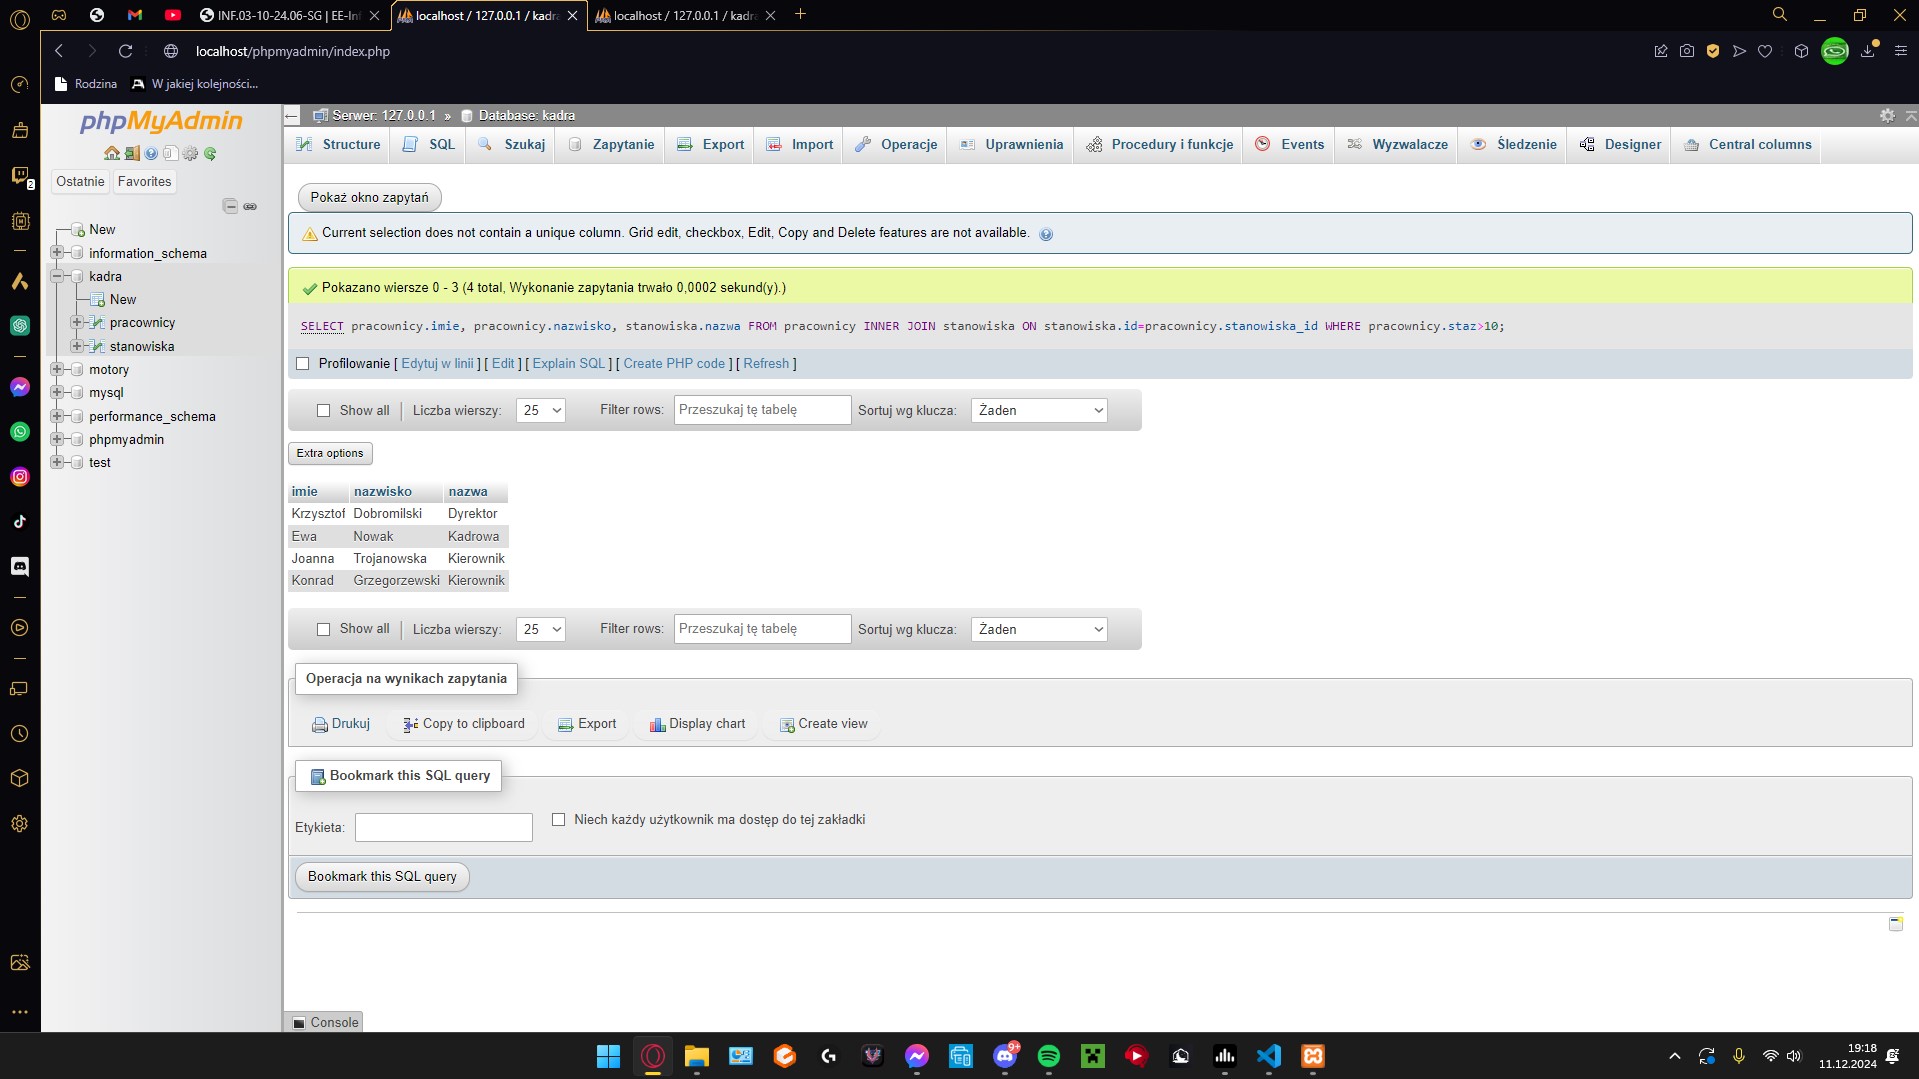 INF.03-10-24.06-SG | EE-Inf
localhost / 127.0.0.1 / kadra
localhost / 127.0.0.1 / kadra
localhost/phpmyadmin/index.php
Rodzina
W jakiej kolejności...
phpMyAdmin
Ostatnie
Favorites
New
information_schema
kadra
New
pracownicy
stanowiska
motory
mysql
performance_schema
phpmyadmin
test
Serwer: 127.0.0.1 » Database: kadra
Structure
SQL
Szukaj
Zapytanie
Export
Import
Operacje
Uprawnienia
Procedury i funkcje
Events
Wyzwalacze
Śledzenie
Designer
Central columns
Pokaż okno zapytań
Current selection does not contain a unique column. Grid edit, checkbox, Edit, Copy and Delete features are not available.
Pokazano wiersze 0 - 3 (4 total, Wykonanie zapytania trwało 0,0002 sekund(y).)
SELECT pracownicy.imie, pracownicy.nazwisko, stanowiska.nazwa FROM pracownicy INNER JOIN stanowiska ON stanowiska.id=pracownicy.stanowiska_id WHERE pracownicy.staz>10;
Profilowanie [ Edytuj w linii ] [ Edit ] [ Explain SQL ] [ Create PHP code ] [ Refresh ]
Show all | Liczba wierszy: 25 Filter rows: Przeszukaj tę tabelę Sortuj wg klucza: Żaden
Extra options
imie nazwisko nazwa
Krzysztof Dobromilski Dyrektor
Ewa Nowak Kadrowa
Joanna Trojanowska Kierownik
Konrad Grzegorzewski Kierownik
Show all | Liczba wierszy: 25 Filter rows: Przeszukaj tę tabelę Sortuj wg klucza: Żaden
Operacja na wynikach zapytania
Drukuj
Copy to clipboard
Export
Display chart
Create view
Bookmark this SQL query
Etykieta:
Niech każdy użytkownik ma dostęp do tej zakładki
Bookmark this SQL query
Console
2
9+
19:18
11.12.2024